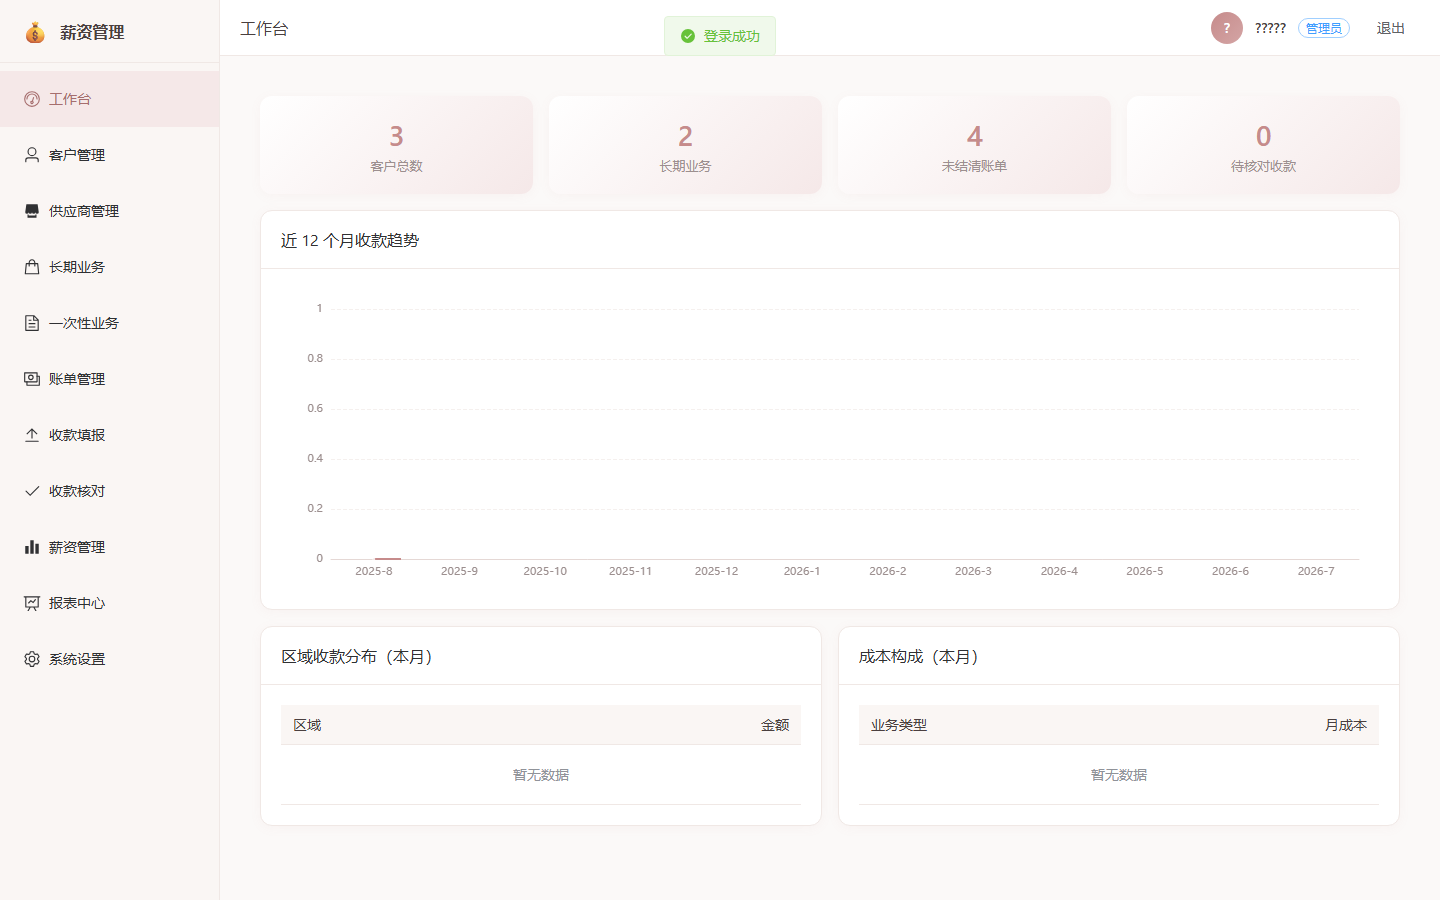 薪资管理
工作台
登录成功
?
?????
管理员
退出
工作台
客户管理
供应商管理
长期业务
一次性业务
账单管理
收款填报
收款核对
薪资管理
报表中心
系统设置
3
客户总数
2
长期业务
4
未结清账单
0
待核对收款
近 12 个月收款趋势
1
0.8
0.6
0.4
0.2
0
2025-8 2025-9 2025-10 2025-11 2025-12 2026-1 2026-2 2026-3 2026-4 2026-5 2026-6 2026-7
区域收款分布（本月）
区域 金额
暂无数据
成本构成（本月）
业务类型 月成本
暂无数据